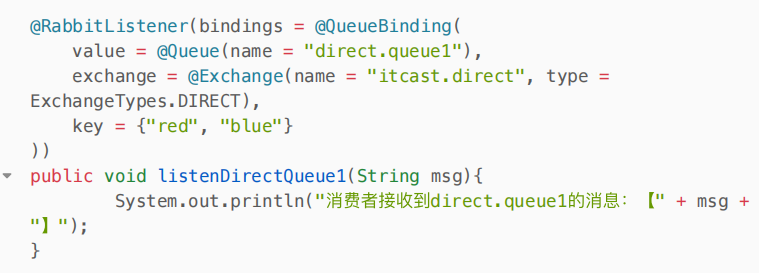 @RabbitListener(bindings = @QueueBinding(
    value = @Queue(name = "direct.queue1"),
    exchange = @Exchange(name = "itcast.direct", type =
ExchangeTypes.DIRECT),
    key = {"red", "blue"}
))
public void listenDirectQueue1(String msg){
        System.out.println("消费者接收到direct.queue1的消息：【" + msg +
"】");
}